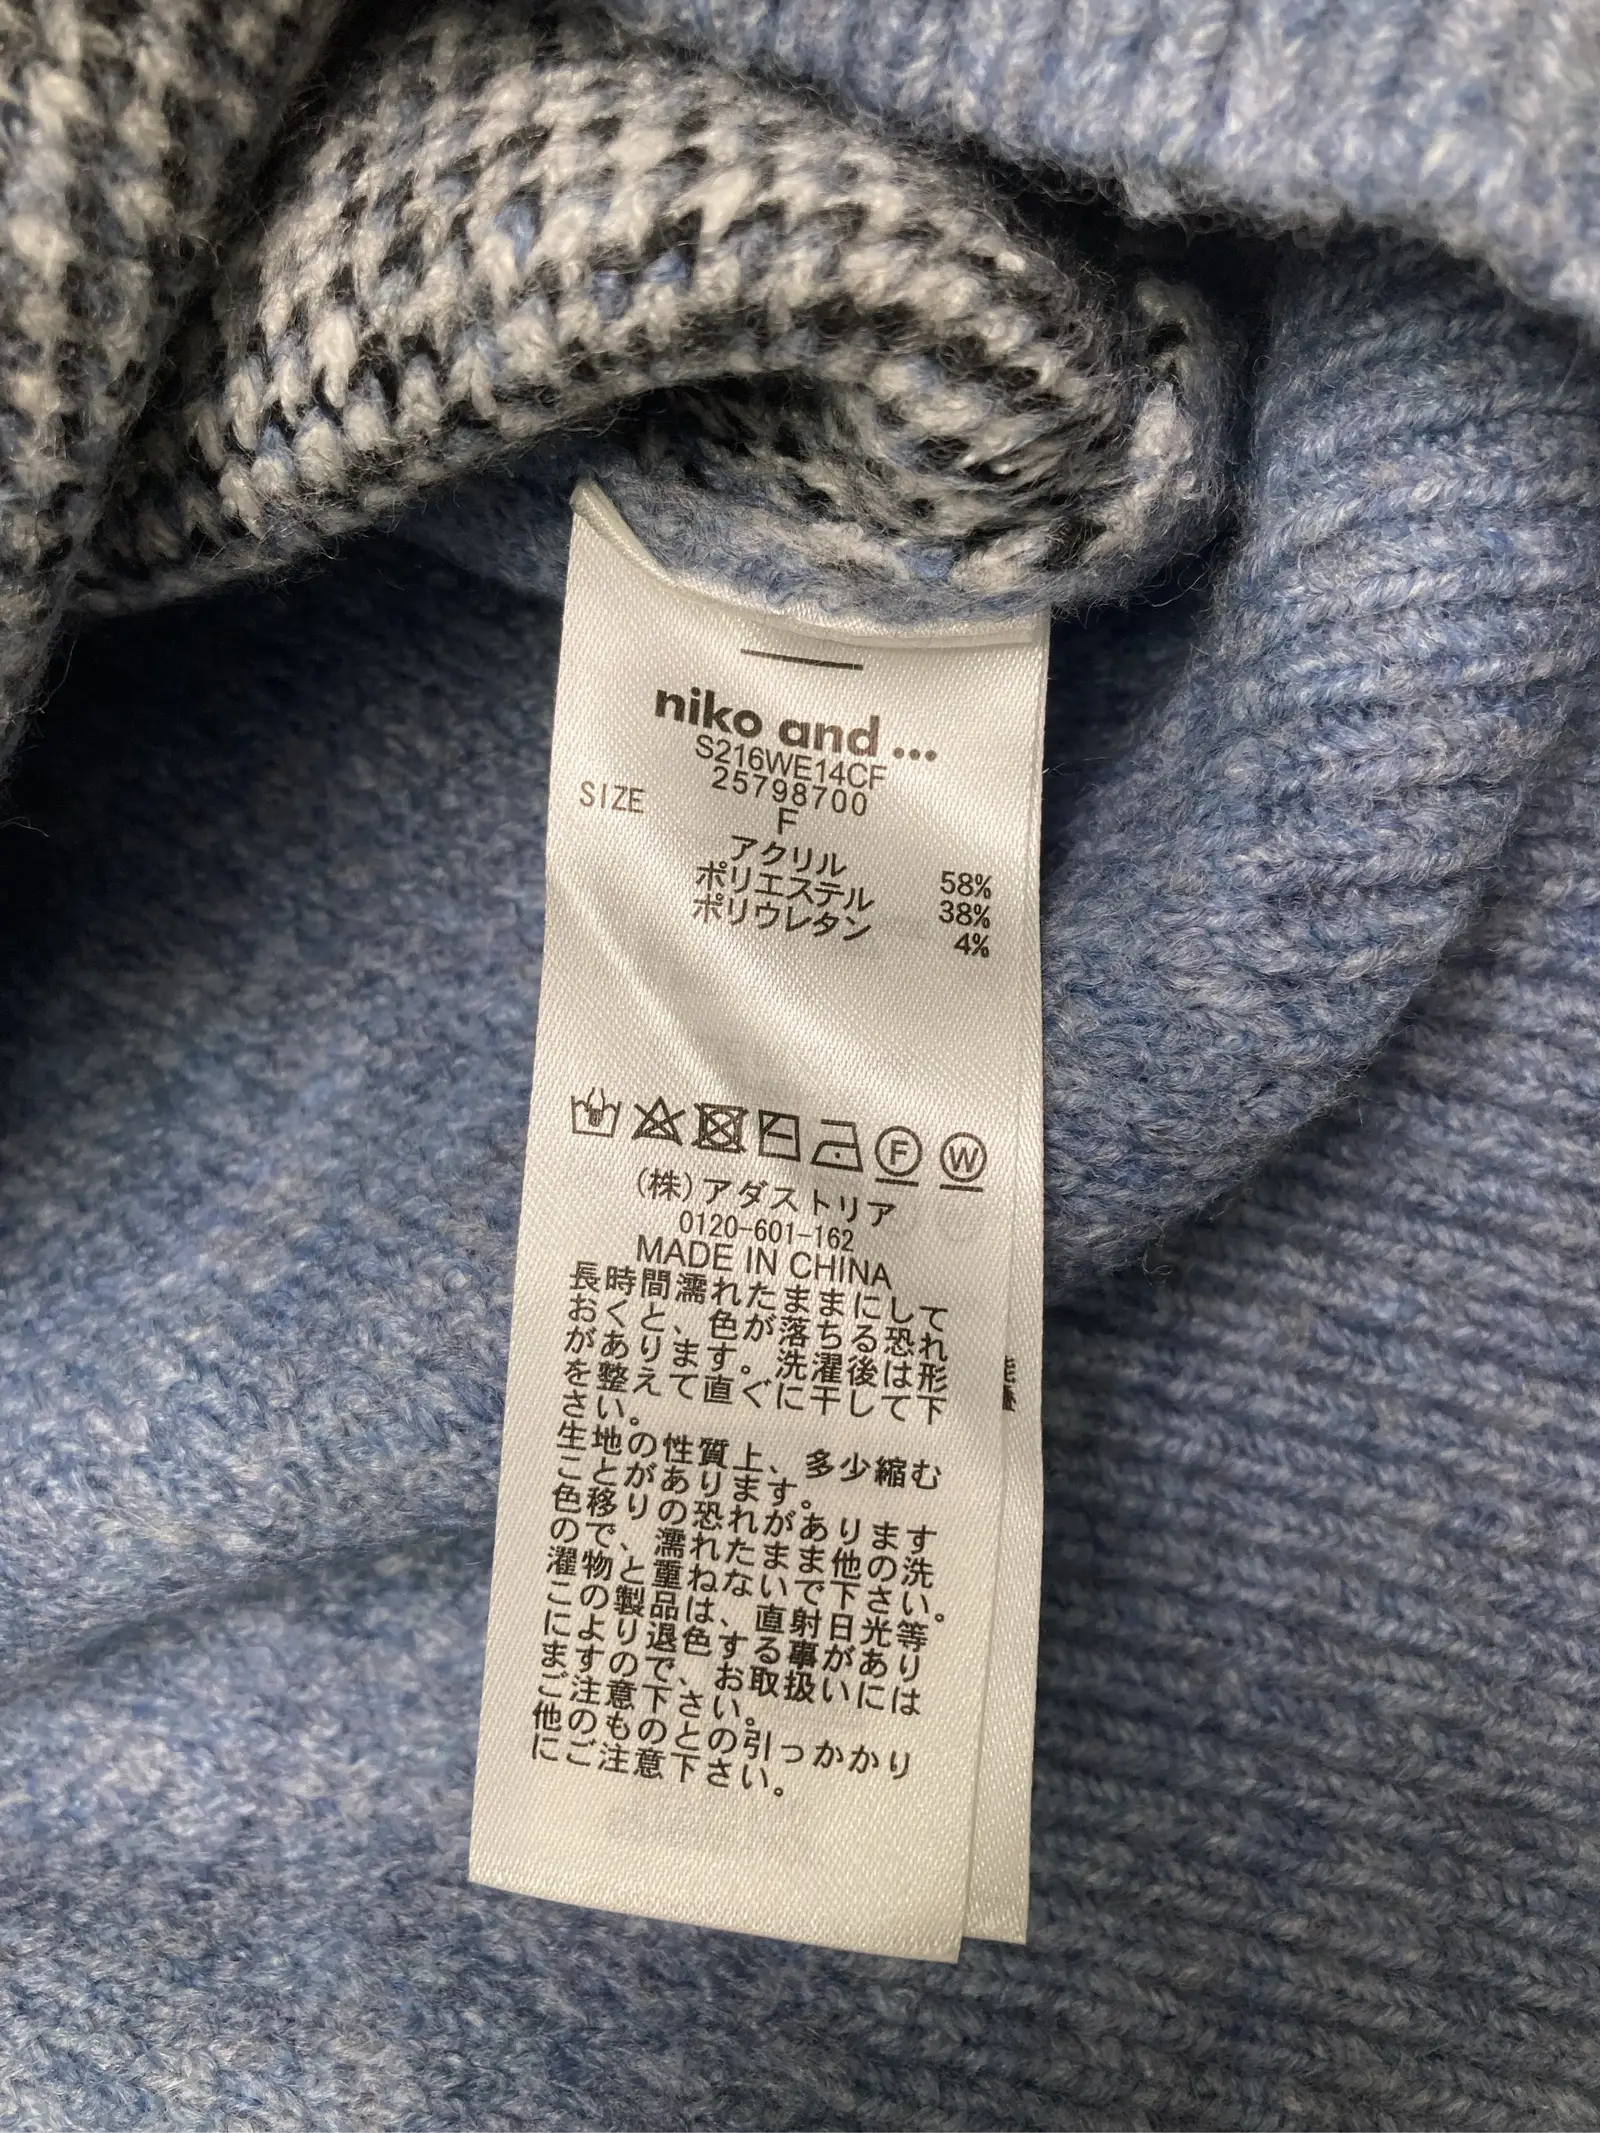 niko and ...
S216WE14CF
25798700
SIZE F
アクリル 58%
ポリエステル 38%
ポリウレタン 4%
F W
(株)アダストリア
0120-601-162
MADE IN CHINA
長時間濡れたままにして
おくと、色が落ちる恐れ
があります。洗濯後は形
を整えて直ぐに干して下
さい。
生地の性質上、多少縮む
ことがあります。
色移りの恐れがあります
ので、濡れたままで他の洗
濯物と重ねないで下さい。
この製品は、直射日光等
により退色する事があり
ますので、お取扱いには
ご注意下さい。
他のものとの引っかかり
にご注意下さい。